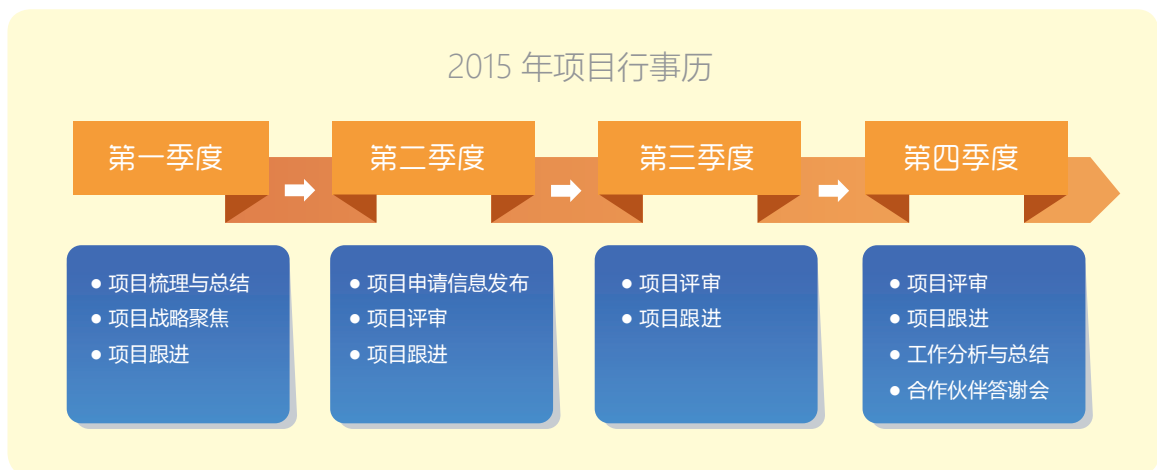 2015 年项目行事历
第一季度
第二季度
第三季度
第四季度
● 项目梳理与总结
● 项目战略聚焦
● 项目跟进
● 项目申请信息发布
● 项目评审
● 项目跟进
● 项目评审
● 项目跟进
● 项目评审
● 项目跟进
● 工作分析与总结
● 合作伙伴答谢会